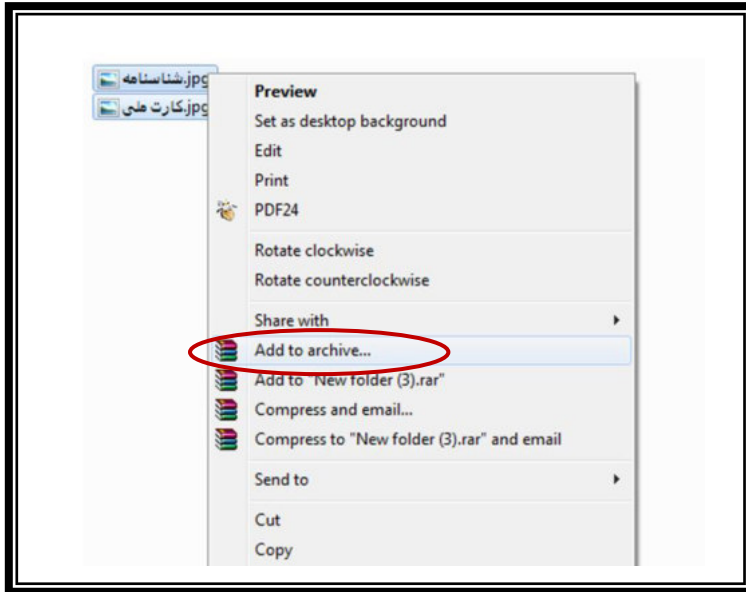 شناسنامه.jpg
کارت ملی.jpg
Preview
Set as desktop background
Edit
Print
PDF24
Rotate clockwise
Rotate counterclockwise
Share with
Add to archive...
Add to "New folder (3).rar"
Compress and email...
Compress to "New folder (3).rar" and email
Send to
Cut
Copy